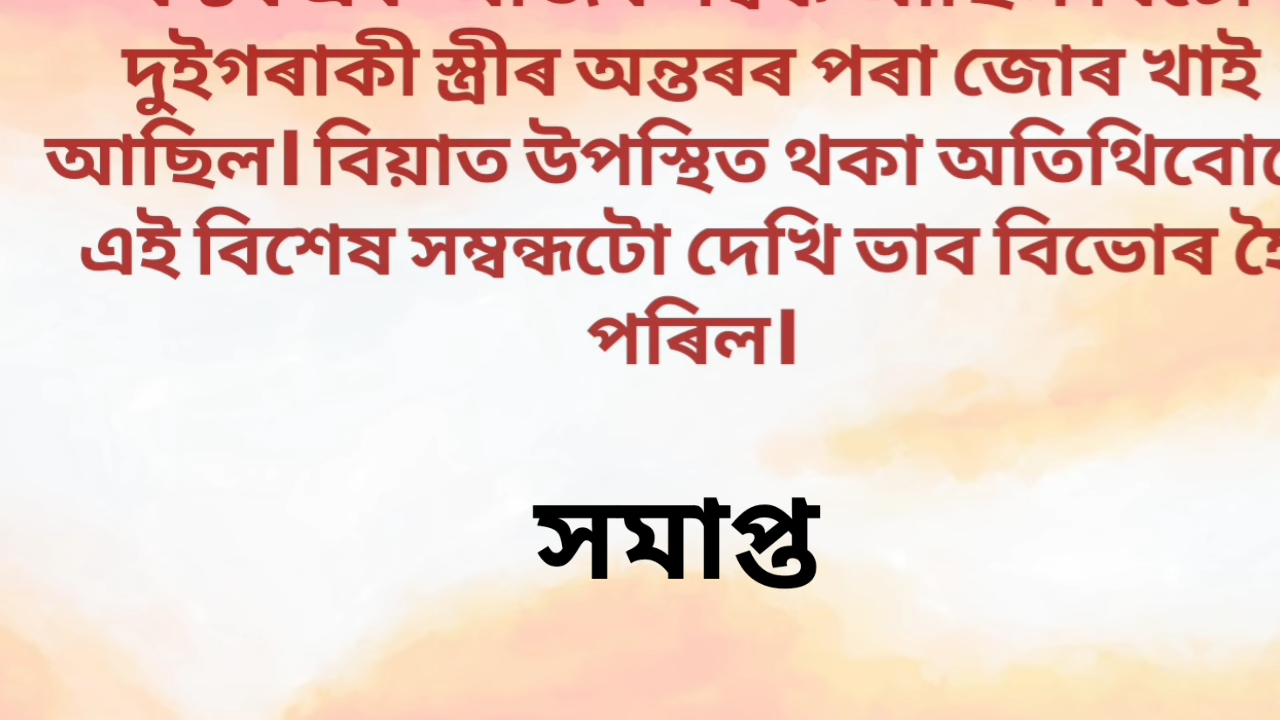 দুইগৰাকী স্ত্ৰীৰ অন্তৰৰ পৰা জোৰ খাই
আছিল। বিয়াত উপস্থিত থকা অতিথিবোৰে
এই বিশেষ সম্বন্ধটো দেখি ভাব বিভোৰ হৈ
পৰিল।
সমাপ্ত